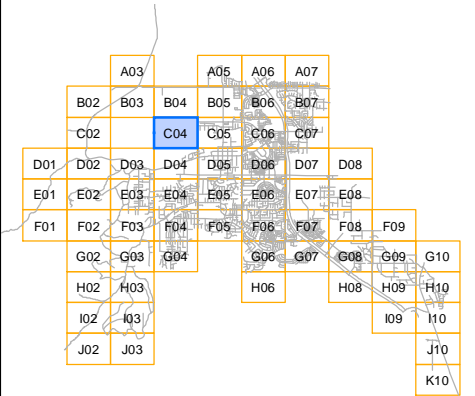 A03 A05 A06 A07
B02 B03 B04 B05 B06 B07
C02 C04 C05 C06 C07
D01 D02 D03 D04 D05 D06 D07 D08
E01 E02 E03 E04 E05 E06 E07 E08
F01 F02 F03 F04 F05 F06 F07 F08 F09
G02 G03 G04 G06 G07 G08 G09 G10
H02 H03 H06 H08 H09 H10
I02 I03 I09 I10
J02 J03 J10
K10